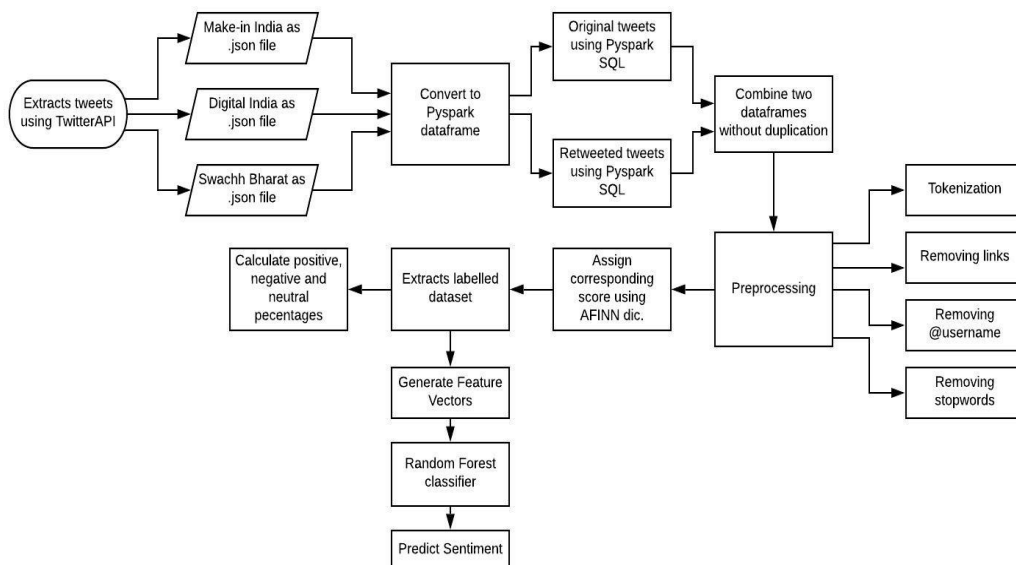 Extracts tweets
using TwitterAPI
Make-in India as
.json file
Digital India as
.json file
Swachh Bharat as
.json file
Convert to
Pyspark
dataframe
Original tweets
using Pyspark
SQL
Retweeted tweets
using Pyspark
SQL
Combine two
dataframes
without duplication
Preprocessing
Tokenization
Removing links
Removing
@username
Removing
stopwords
Assign
corresponding
score using
AFINN dic.
Extracts labelled
dataset
Calculate positive,
negative and
neutral
pecentages
Generate Feature
Vectors
Random Forest
classifier
Predict Sentiment